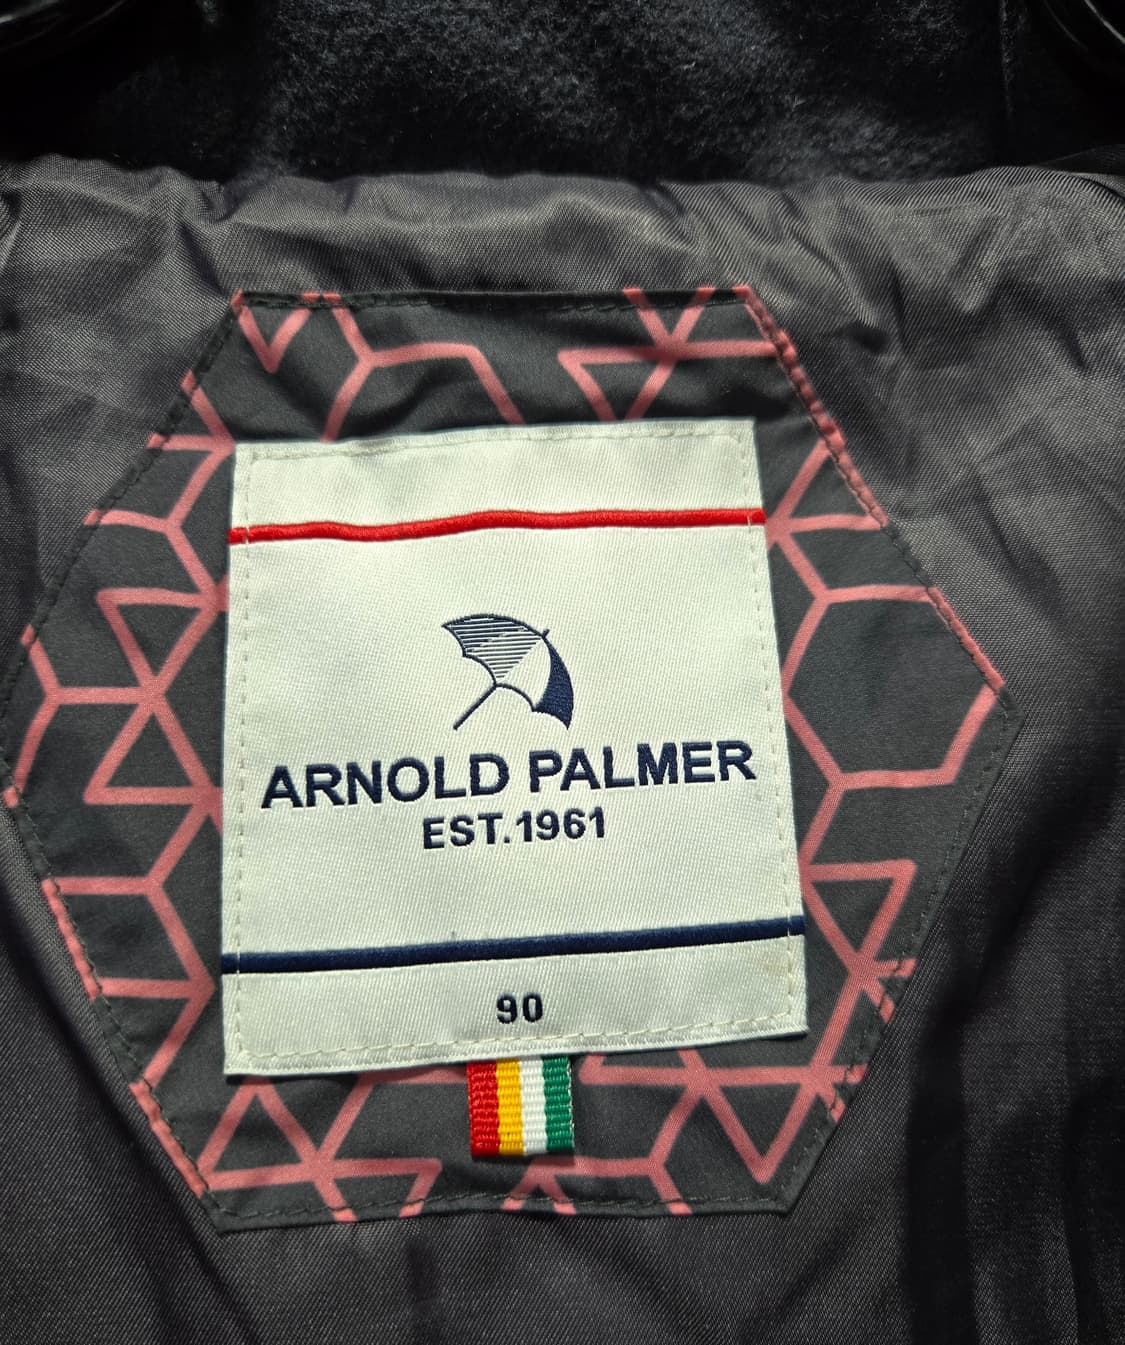 ARNOLD PALMER
EST.1961
90